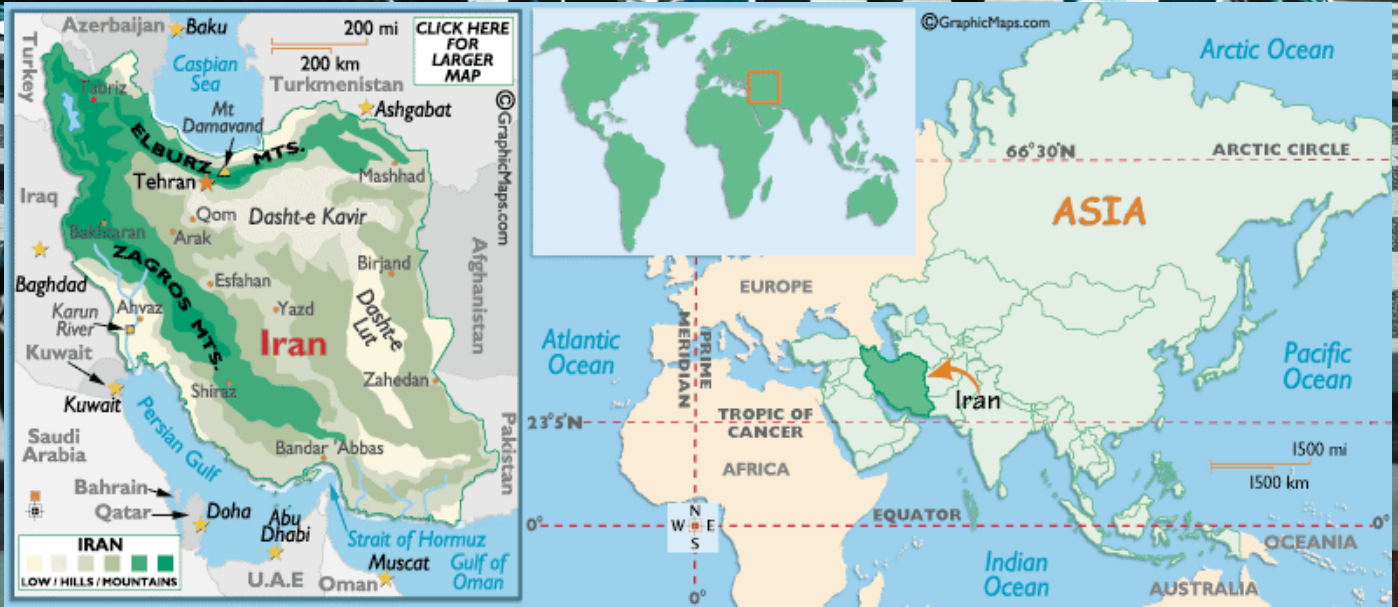 Azerbaijan
Baku
200 mi
200 km
CLICK HERE
FOR
LARGER
MAP
Turkey
Caspian
Sea
Turkmenistan
Tabriz
Mt
Damavand
Ashgabat
©GraphicMaps.com
ELBURZ MTS.
Tehran
Mashhad
Iraq
Qom
Dasht-e Kavir
Bakhtaran
Arak
ZAGROS MTS.
Baghdad
Esfahan
Birjand
Afghanistan
Karun
River
Ahvaz
Yazd
Dasht-e
Lut
Iran
Kuwait
Kuwait
Shiraz
Zahedan
Persian Gulf
Saudi
Arabia
Bandar 'Abbas
Pakistan
Bahrain
Qatar
Doha
Abu
Dhabi
Strait of Hormuz
Muscat
Gulf of
Oman
U.A.E
Oman
N
IRAN
LOW / HILLS / MOUNTAINS
©GraphicMaps.com
Arctic Ocean
66°30'N
ARCTIC CIRCLE
ASIA
EUROPE
Atlantic
Ocean
PRIME
MERIDIAN
Pacific
Ocean
Iran
23°5'N
TROPIC OF
CANCER
AFRICA
1500 mi
1500 km
N
W E
S
0°
EQUATOR
0°
OCEANIA
Indian
Ocean
AUSTRALIA
0°